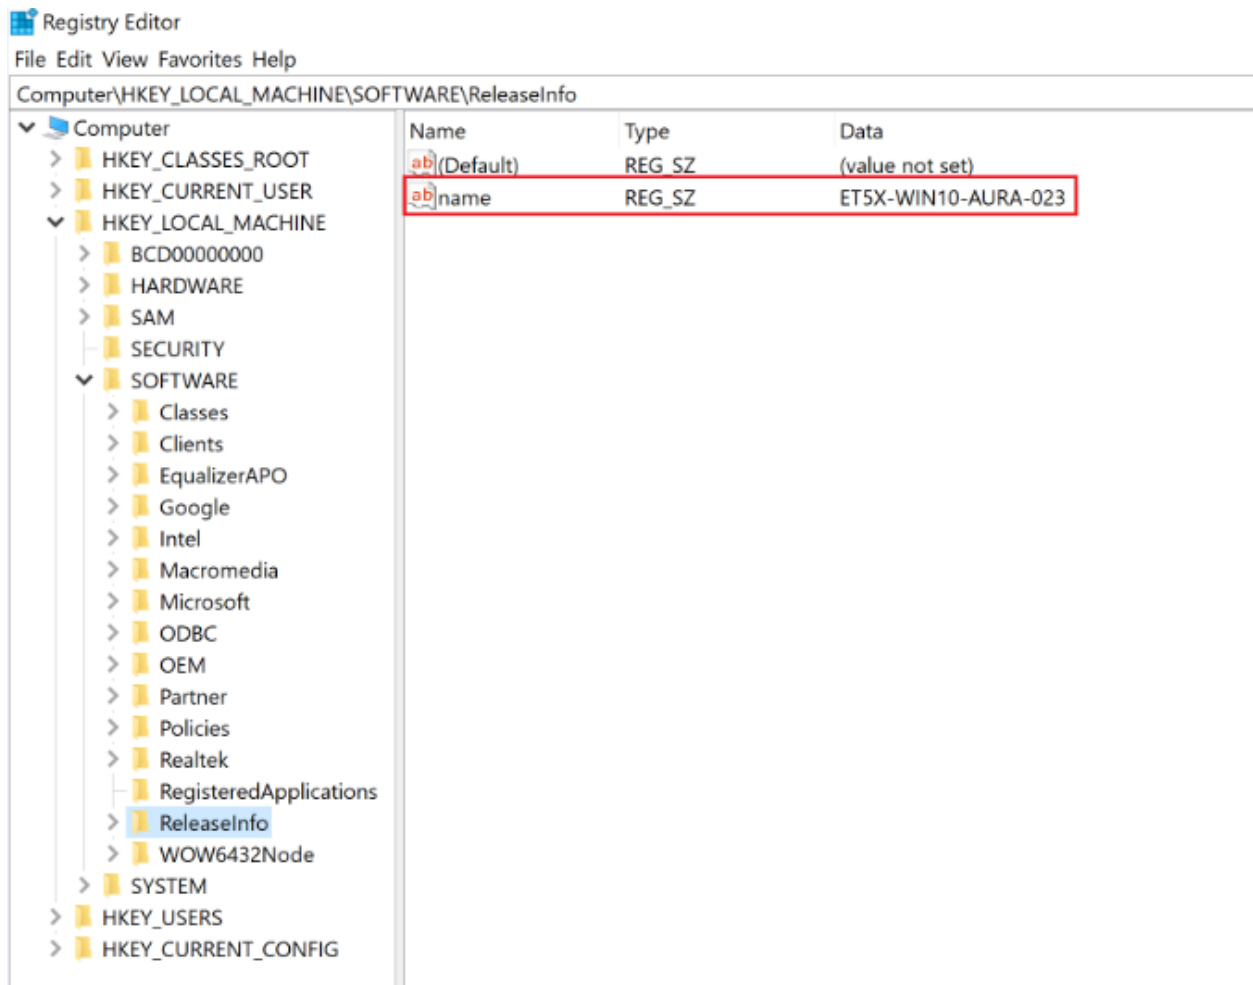 Registry Editor
File Edit View Favorites Help
Computer\HKEY_LOCAL_MACHINE\SOFTWARE\ReleaseInfo
Computer
HKEY_CLASSES_ROOT
HKEY_CURRENT_USER
HKEY_LOCAL_MACHINE
BCD00000000
HARDWARE
SAM
SECURITY
SOFTWARE
Classes
Clients
EqualizerAPO
Google
Intel
Macromedia
Microsoft
ODBC
OEM
Partner
Policies
Realtek
RegisteredApplications
ReleaseInfo
WOW6432Node
SYSTEM
HKEY_USERS
HKEY_CURRENT_CONFIG
Name Type Data
ab (Default) REG_SZ (value not set)
ab name REG_SZ ET5X-WIN10-AURA-023